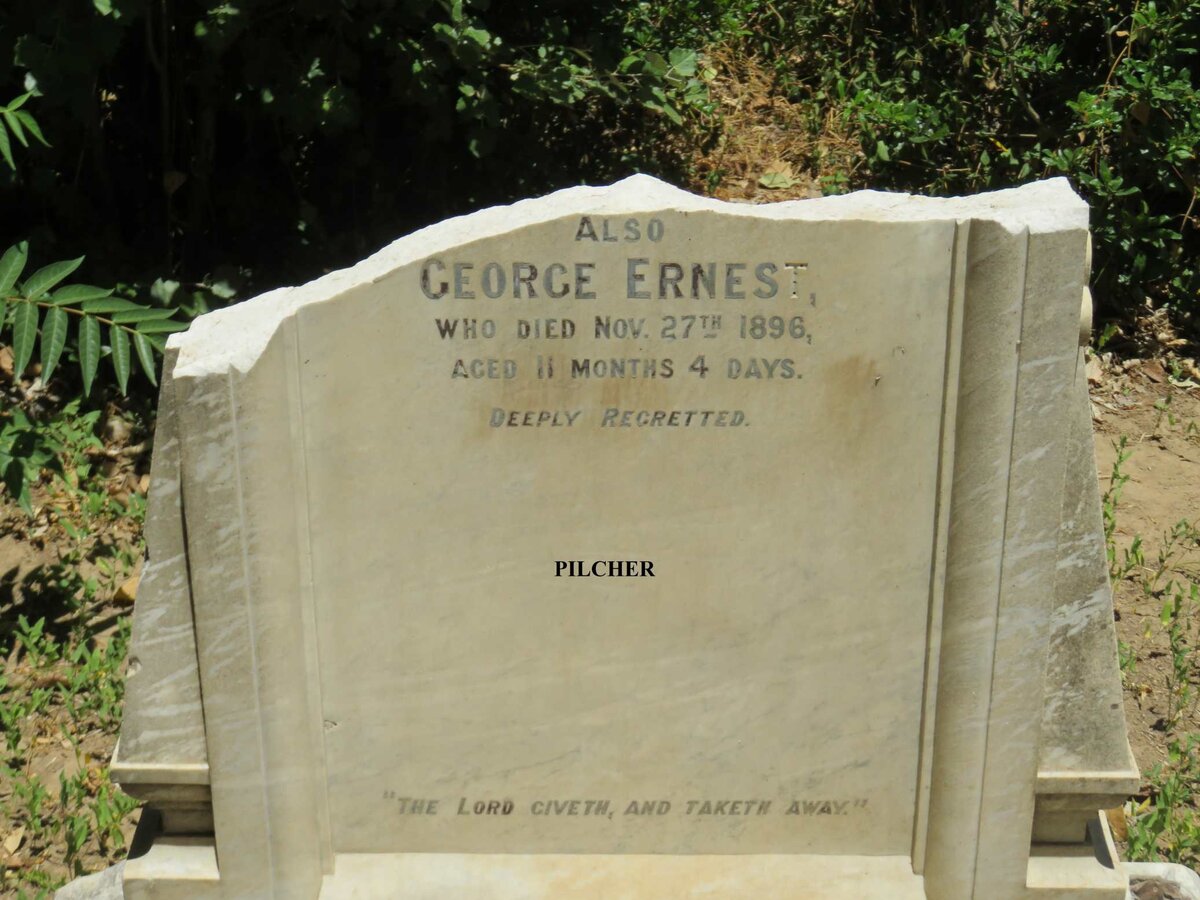 ALSO
GEORGE ERNEST,
WHO DIED NOV. 27TH 1896,
AGED 11 MONTHS 4 DAYS.
DEEPLY REGRETTED.
PILCHER
"THE LORD GIVETH, AND TAKETH AWAY."